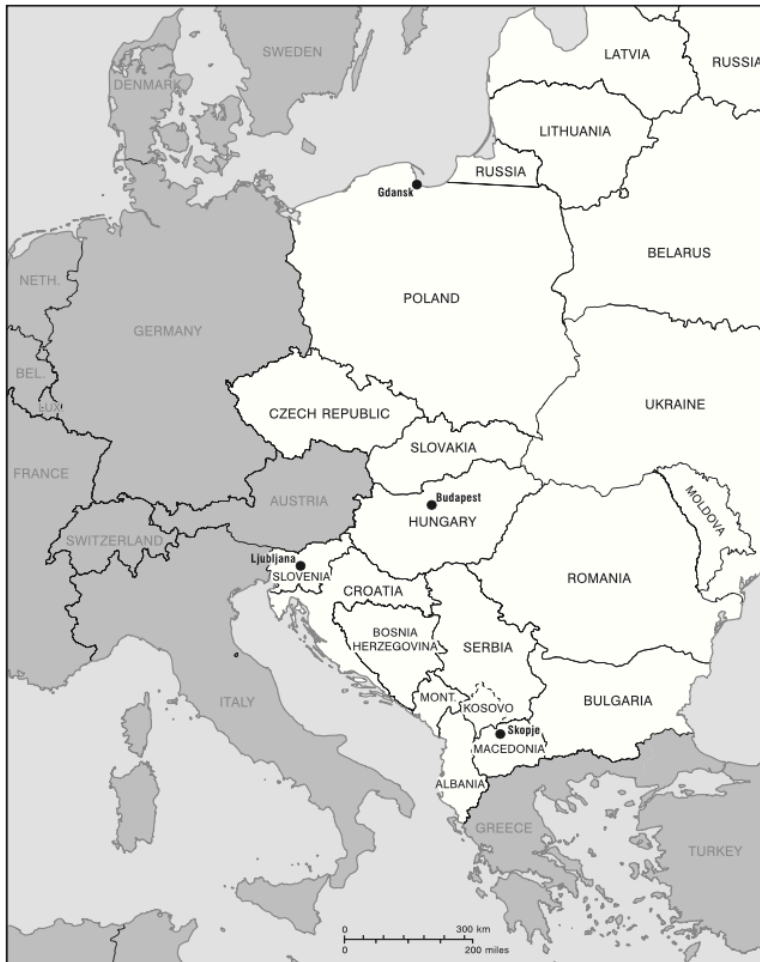 SWEDEN
LATVIA
RUSSIA
DENMARK
LITHUANIA
RUSSIA
Gdansk
BELARUS
NETH.
POLAND
GERMANY
BEL.
LUX.
CZECH REPUBLIC
UKRAINE
SLOVAKIA
FRANCE
AUSTRIA
Budapest
HUNGARY
MOLDOVA
SWITZERLAND
Ljubljana
SLOVENIA
ROMANIA
CROATIA
BOSNIA
HERZEGOVINA
SERBIA
ITALY
MONT.
KOSOVO
BULGARIA
Skopje
MACEDONIA
ALBANIA
GREECE
TURKEY
0 300 km
0 200 miles